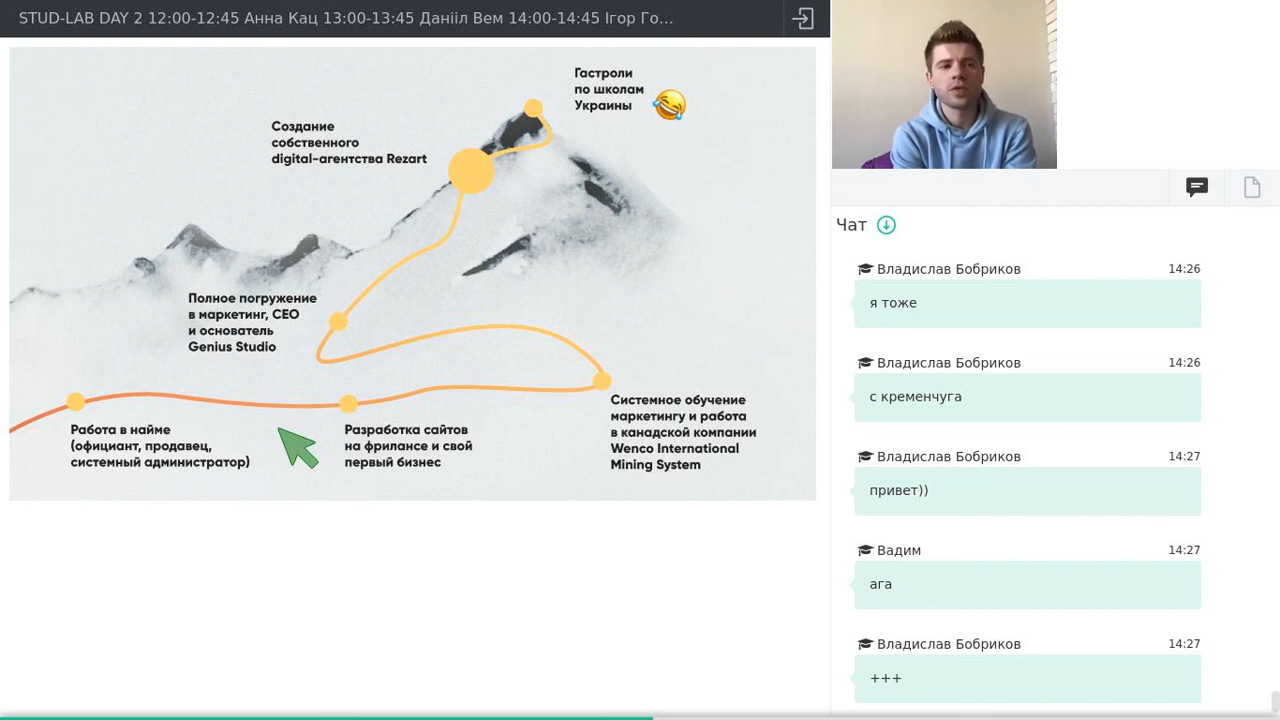 STUD-LAB DAY 2 12:00-12:45 Анна Кац 13:00-13:45 Данііл Вем 14:00-14:45 Ігор Го...
Гастроли
по школам
Украины
Создание
собственного
digital-агентства Rezart
Полное погружение
в маркетинг, CEO
и основатель
Genius Studio
Работа в найме
(официант, продавец,
системный администратор)
Разработка сайтов
на фрилансе и свой
первый бизнес
Системное обучение
маркетингу и работа
в канадской компании
Wenco International
Mining System
Чат
Владислав Бобриков 14:26
я тоже
Владислав Бобриков 14:26
с кременчуга
Владислав Бобриков 14:27
привет))
Вадим 14:27
ага
Владислав Бобриков 14:27
+++